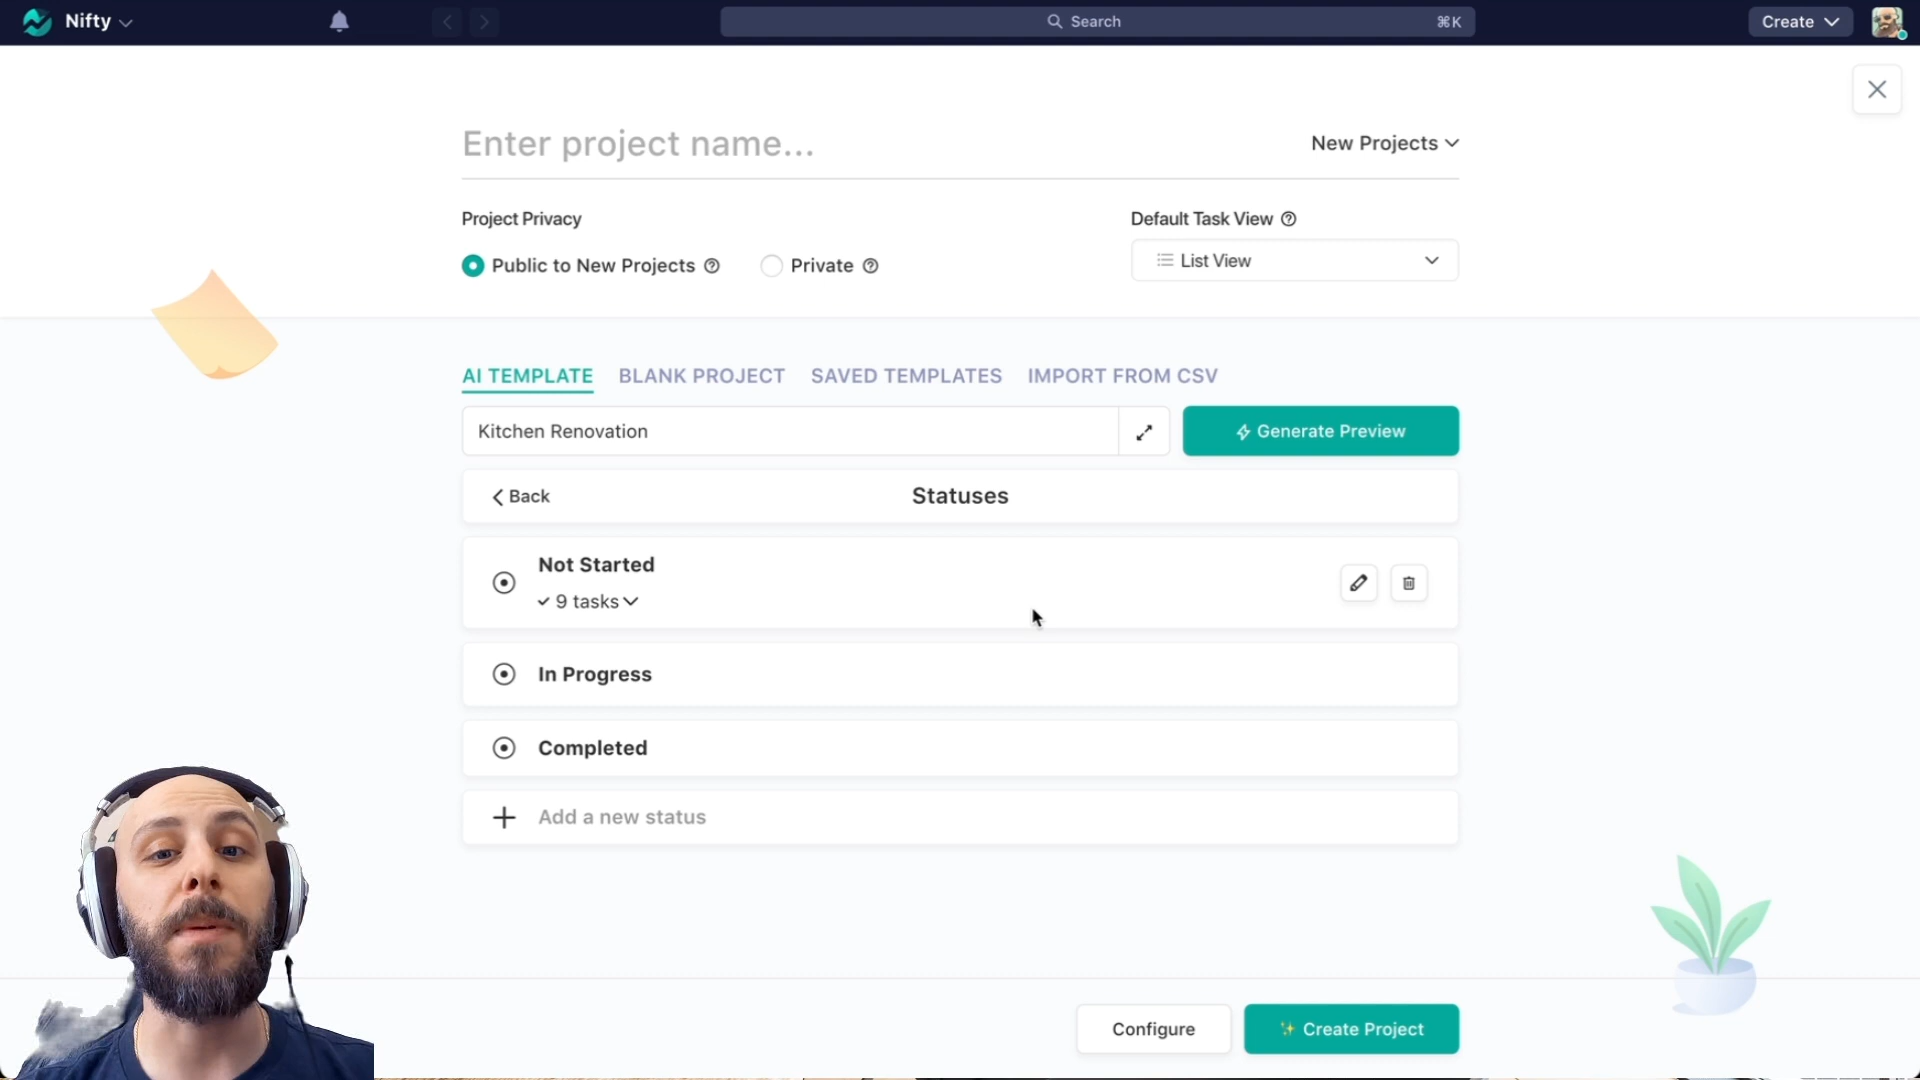 Nifty
Search
⌘K
Create
Enter project name...
New Projects
Project Privacy
Default Task View
Public to New Projects
Private
List View
AI TEMPLATE
BLANK PROJECT
SAVED TEMPLATES
IMPORT FROM CSV
Kitchen Renovation
Generate Preview
Back
Statuses
Not Started
9 tasks
In Progress
Completed
Add a new status
Configure
Create Project